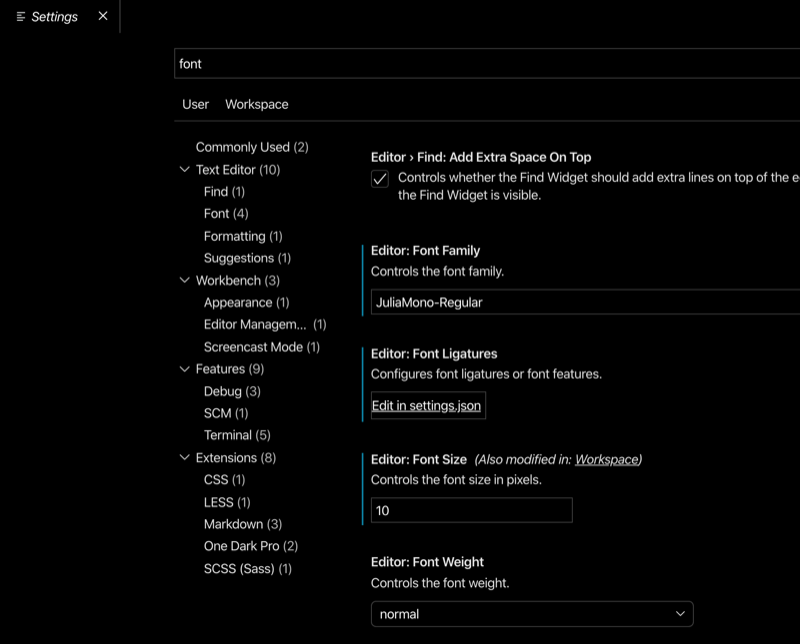 Settings
font
User Workspace
Commonly Used (2)
Text Editor (10)
Find (1)
Font (4)
Formatting (1)
Suggestions (1)
Workbench (3)
Appearance (1)
Editor Managem... (1)
Screencast Mode (1)
Features (9)
Debug (3)
SCM (1)
Terminal (5)
Extensions (8)
CSS (1)
LESS (1)
Markdown (3)
One Dark Pro (2)
SCSS (Sass) (1)
Editor › Find: Add Extra Space On Top
Controls whether the Find Widget should add extra lines on top of the e
the Find Widget is visible.
Editor: Font Family
Controls the font family.
JuliaMono-Regular
Editor: Font Ligatures
Configures font ligatures or font features.
Edit in settings.json
Editor: Font Size (Also modified in: Workspace)
Controls the font size in pixels.
10
Editor: Font Weight
Controls the font weight.
normal